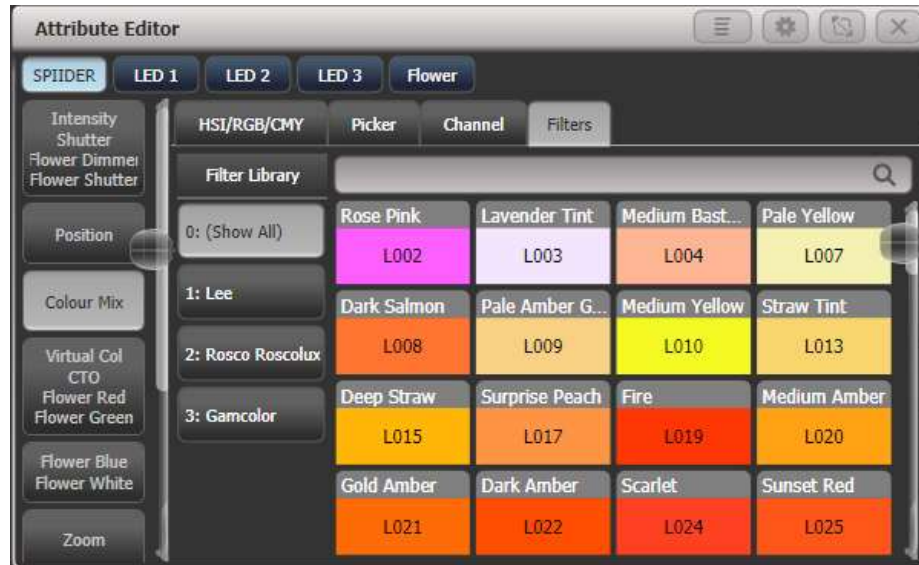 Attribute Editor
SPIIDER LED 1 LED 2 LED 3 Flower
Intensity
Shutter
Flower Dimmer
Flower Shutter
Position
Colour Mix
Virtual Col
CTO
Flower Red
Flower Green
Flower Blue
Flower White
Zoom
HSI/RGB/CMY Picker Channel Filters
Filter Library
0: (Show All)
1: Lee
2: Rosco Roscolux
3: Gamcolor
Rose Pink Lavender Tint Medium Bast... Pale Yellow
L002 L003 L004 L007
Dark Salmon Pale Amber G... Medium Yellow Straw Tint
L008 L009 L010 L013
Deep Straw Surprise Peach Fire Medium Amber
L015 L017 L019 L020
Gold Amber Dark Amber Scarlet Sunset Red
L021 L022 L024 L025